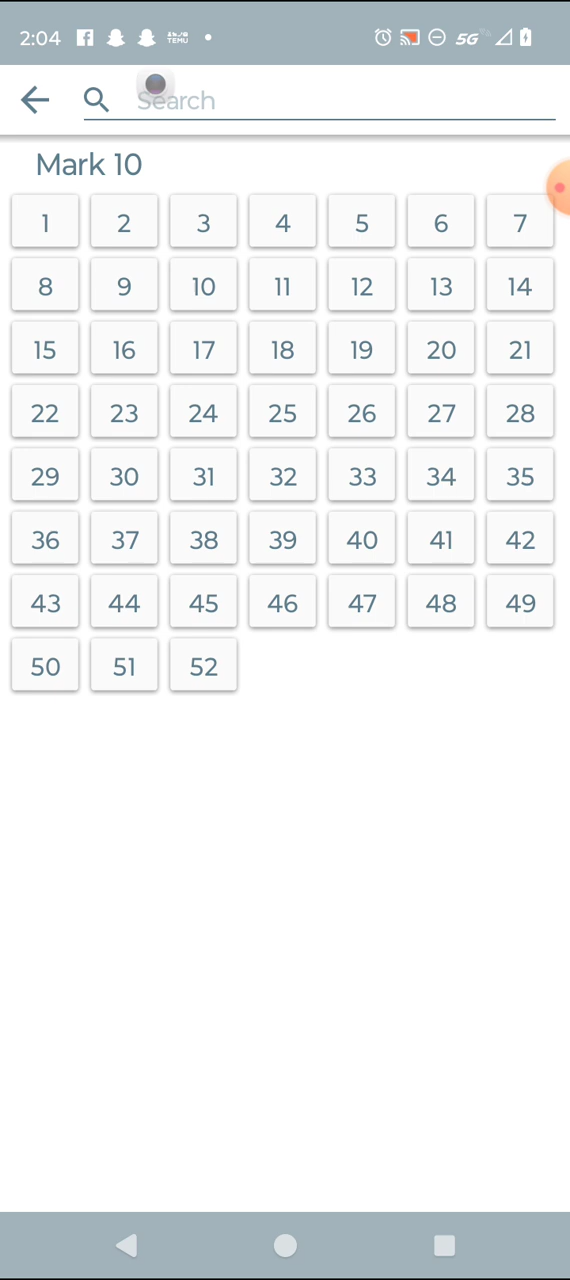 2:04 TEMU 5G
Search
Mark 10
1 2 3 4 5 6 7
8 9 10 11 12 13 14
15 16 17 18 19 20 21
22 23 24 25 26 27 28
29 30 31 32 33 34 35
36 37 38 39 40 41 42
43 44 45 46 47 48 49
50 51 52